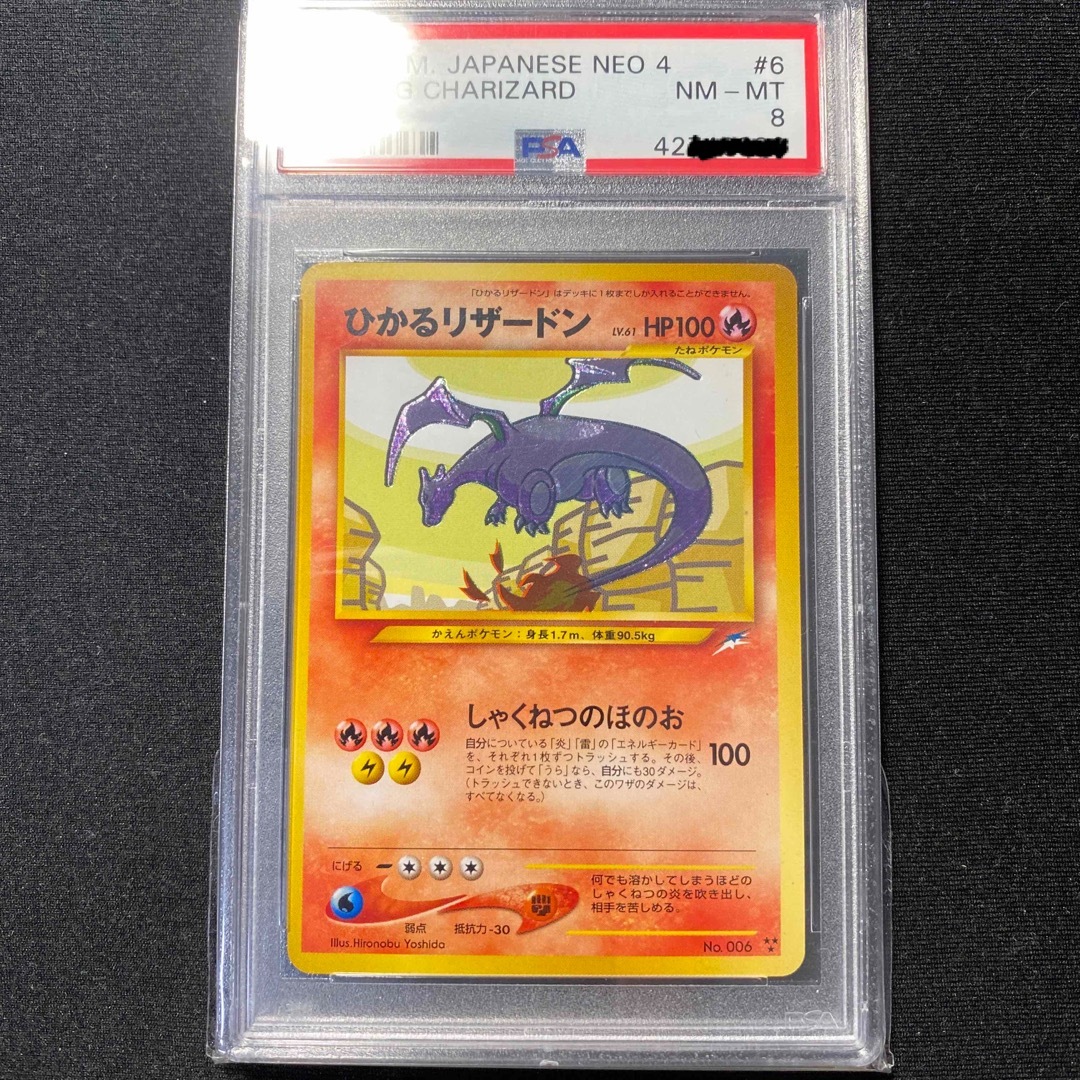 M. JAPANESE NEO 4 #6
G CHARIZARD NM - MT
8
PSA 42
「ひかるリザードン」はデッキに1枚までしか入れることができません。
ひかるリザードン LV.61 HP100
たねポケモン
かえんポケモン：身長1.7m、体重90.5kg
しゃくねつのほのお
自分についている「炎」「雷」の「エネルギーカード」
を、それぞれ1枚ずつトラッシュする。その後、
コインを投げて「うら」なら、自分にも30ダメージ。
（トラッシュできないとき、このワザのダメージは、
すべてなくなる。）
100
にげる
何でも溶かしてしまうほどの
しゃくねつの炎を吹き出し、
相手を苦しめる。
弱点 抵抗力 -30
Illus.Hironobu Yoshida No. 006
PSA